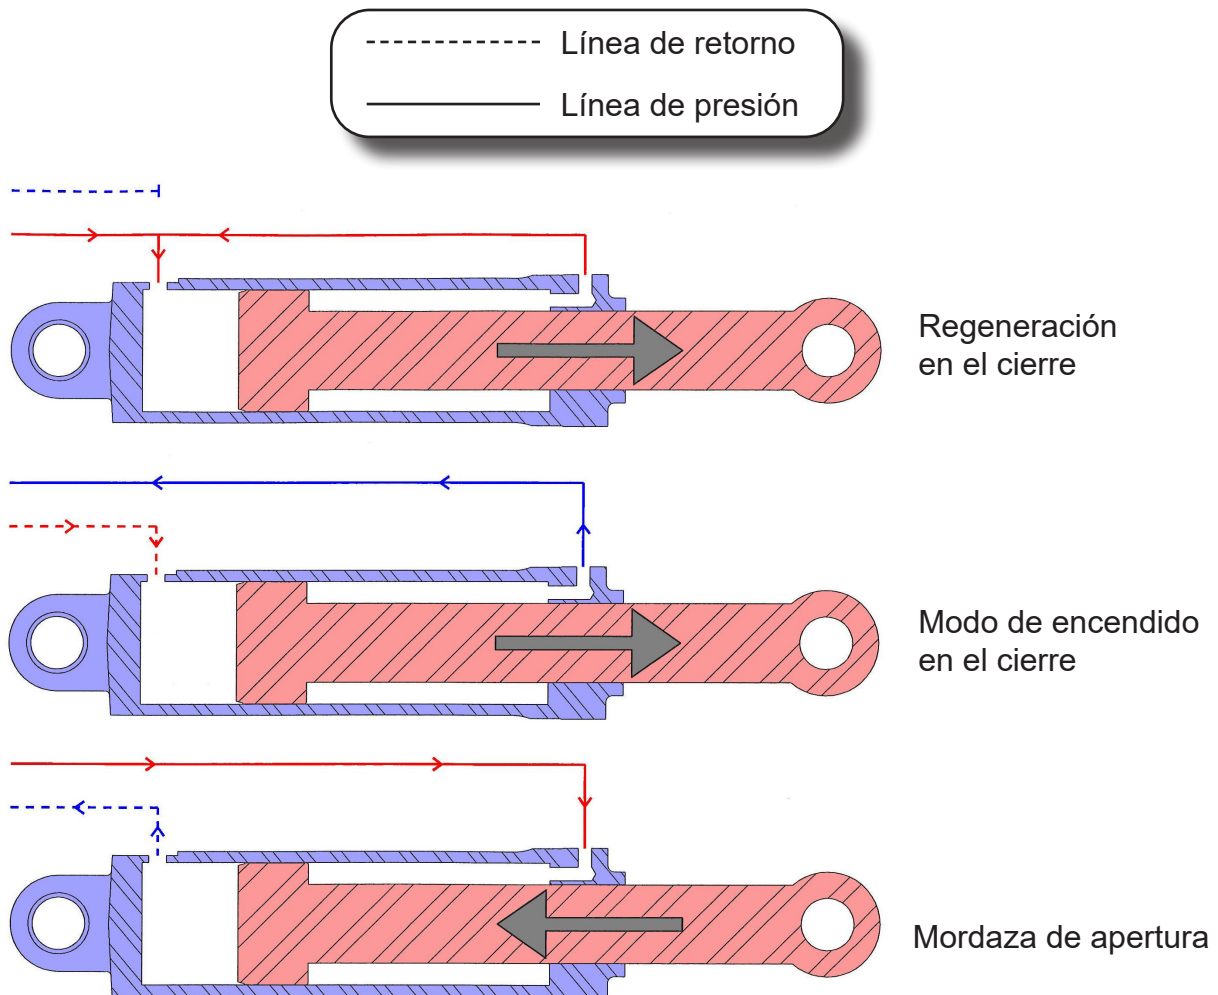 Línea de retorno
Línea de presión
Regeneración
en el cierre
Modo de encendido
en el cierre
Mordaza de apertura